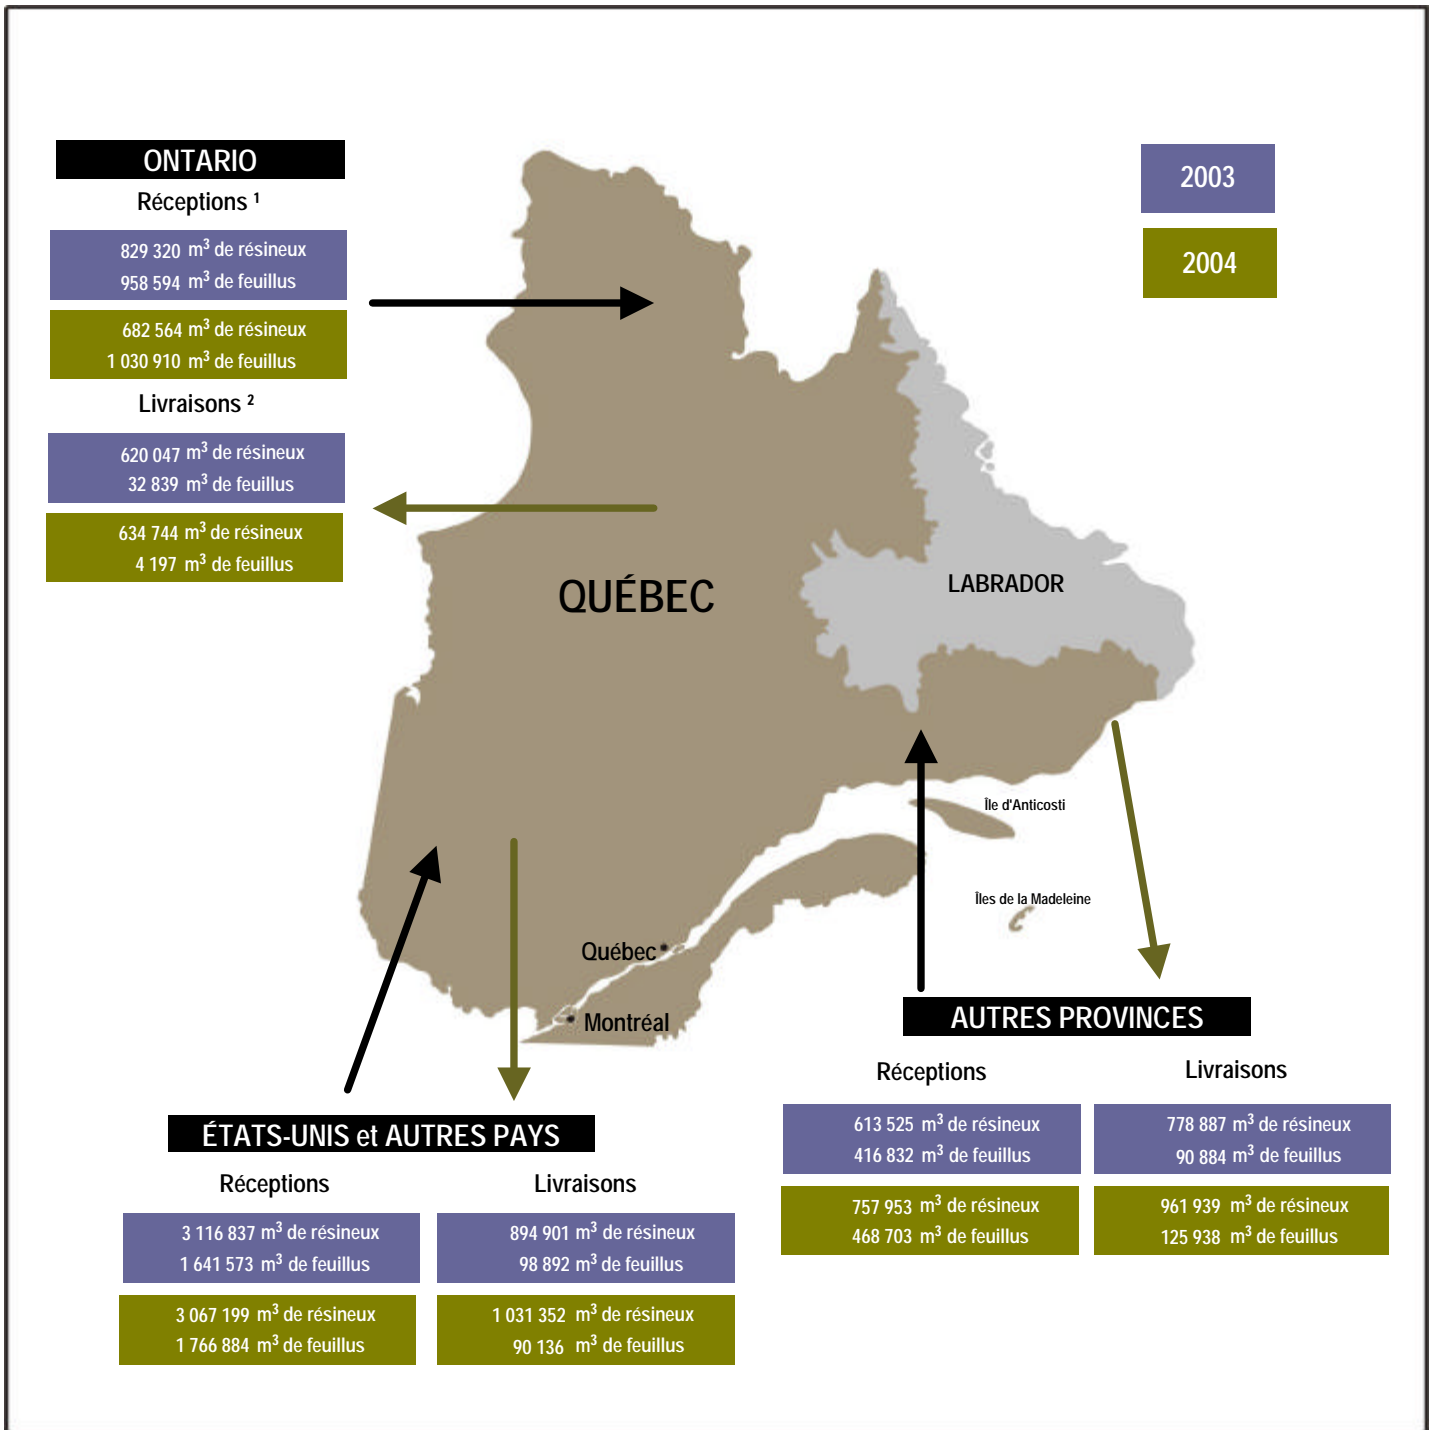 ONTARIO
Réceptions ¹
829 320 m³ de résineux
958 594 m³ de feuillus
682 564 m³ de résineux
1 030 910 m³ de feuillus
Livraisons ²
620 047 m³ de résineux
32 839 m³ de feuillus
634 744 m³ de résineux
4 197 m³ de feuillus
2003
2004
QUÉBEC
LABRADOR
Île d'Anticosti
Îles de la Madeleine
Québec
Montréal
AUTRES PROVINCES
Réceptions
613 525 m³ de résineux
416 832 m³ de feuillus
757 953 m³ de résineux
468 703 m³ de feuillus
Livraisons
778 887 m³ de résineux
90 884 m³ de feuillus
961 939 m³ de résineux
125 938 m³ de feuillus
ÉTATS-UNIS et AUTRES PAYS
Réceptions
3 116 837 m³ de résineux
1 641 573 m³ de feuillus
3 067 199 m³ de résineux
1 766 884 m³ de feuillus
Livraisons
894 901 m³ de résineux
98 892 m³ de feuillus
1 031 352 m³ de résineux
90 136 m³ de feuillus